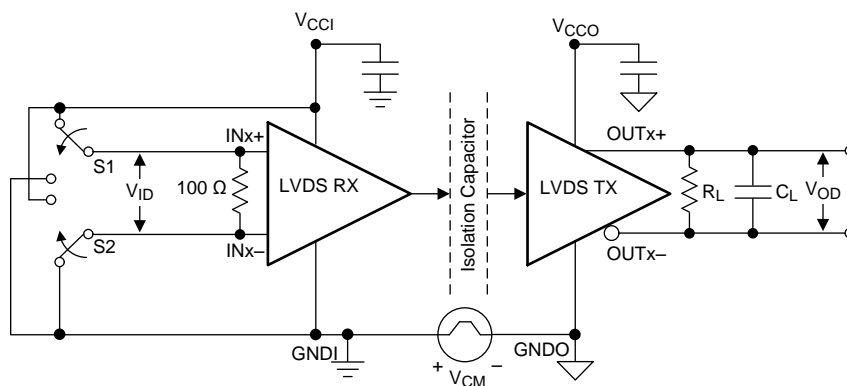 VCCI
VCCO
INx+
OUTx+
S1
VID
100 Ω
LVDS RX
Isolation Capacitor
LVDS TX
RL
CL
VOD
S2
INx–
OUTx–
GNDI
GNDO
+ VCM –